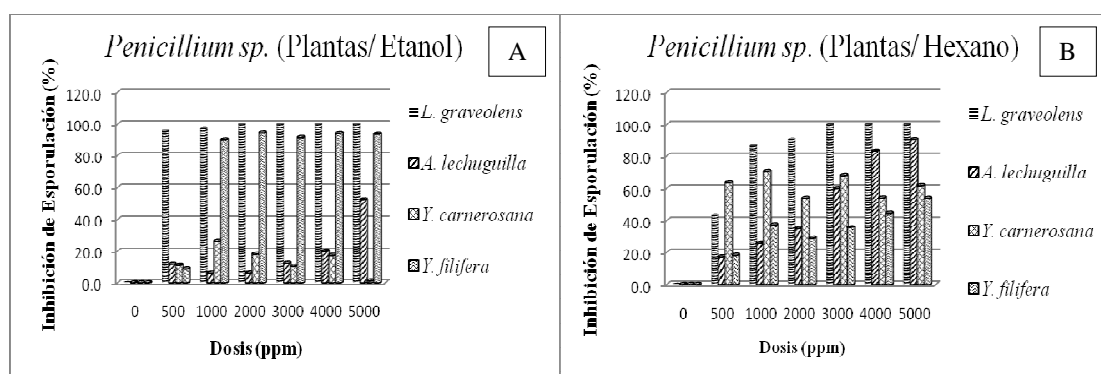 Penicillium sp. (Plantas/ Etanol)
A
Inhibición de Esporulación (%)
120.0
100.0
80.0
60.0
40.0
20.0
0.0
0 500 1000 2000 3000 4000 5000
Dosis (ppm)
L. graveolens
A. lechuguilla
Y. carnerosana
Y. filifera
Penicillium sp. (Plantas/ Hexano)
B
Inhibición de Esporulación (%)
120.0
100.0
80.0
60.0
40.0
20.0
0.0
0 500 1000 2000 3000 4000 5000
Dosis (ppm)
L. graveolens
A. lechuguilla
Y. carnerosana
Y. filifera